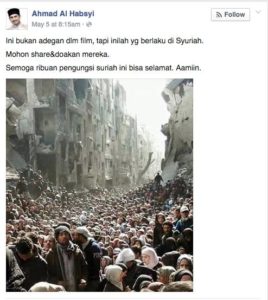 Ahmad Al Habsyi
May 5 at 8:15am ·
Follow
Ini bukan adegan dlm film, tapi inilah yg berlaku di Syuriah.
Mohon share&doakan mereka.
Semoga ribuan pengungsi suriah ini bisa selamat. Aamiin.